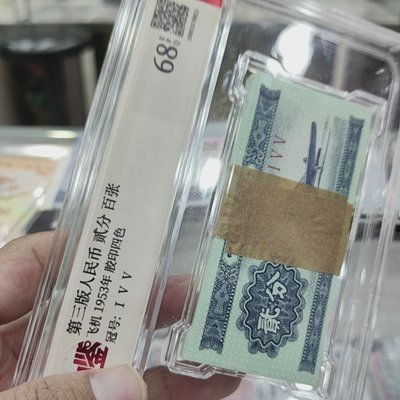 68
EPQ
第三版人民币 贰分 百张
飞机 1953年 胶印四色
冠号: I V V
鉴
I V V
贰分